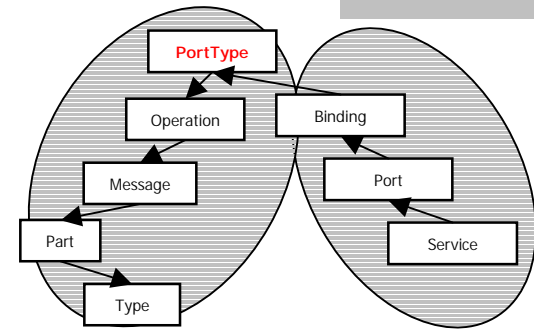 PortType
Operation
Binding
Message
Port
Part
Service
Type